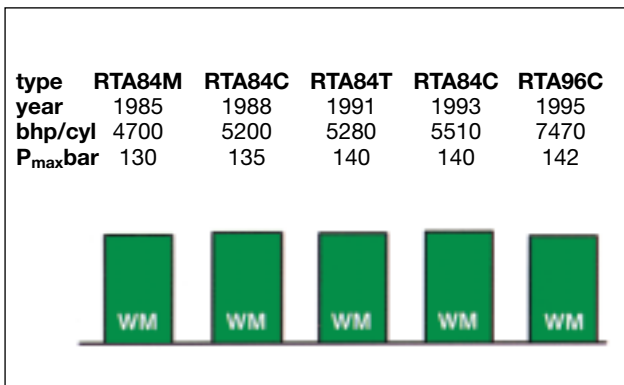 type RTA84M RTA84C RTA84T RTA84C RTA96C
year 1985 1988 1991 1993 1995
bhp/cyl 4700 5200 5280 5510 7470
Pmaxbar 130 135 140 140 142
WM WM WM WM WM